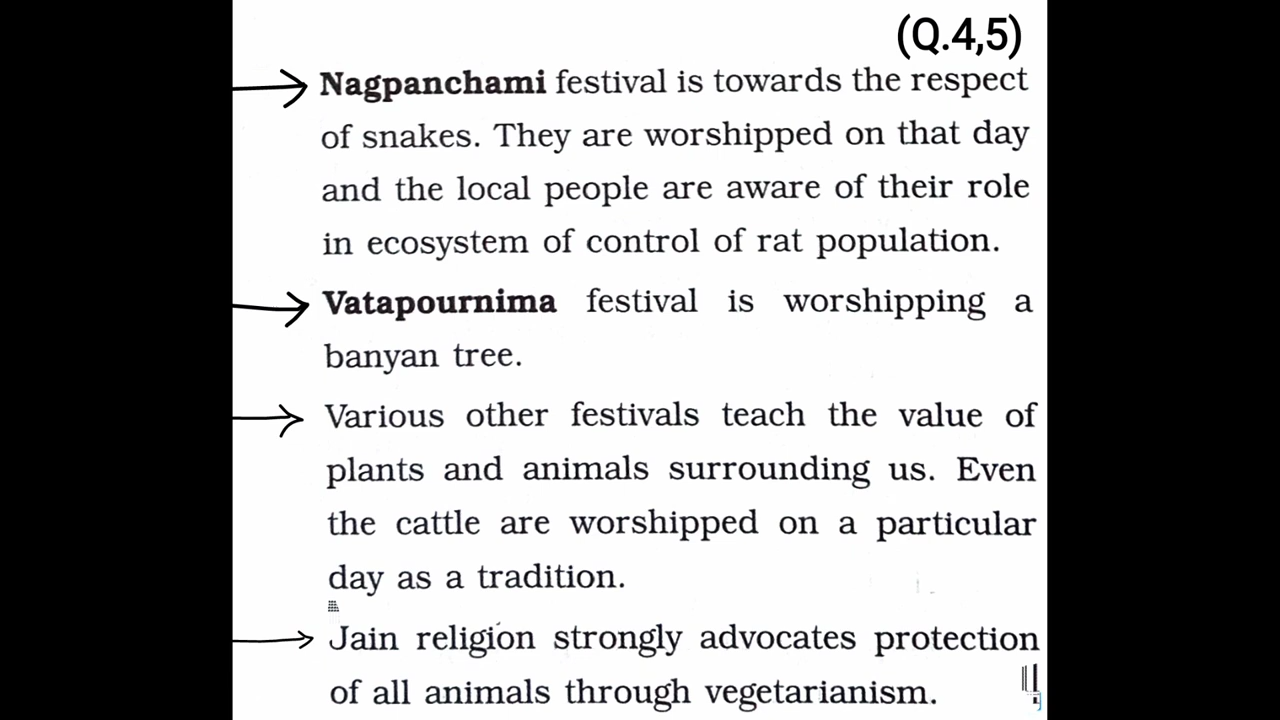 (Q.4,5)
Nagpanchami festival is towards the respect
of snakes. They are worshipped on that day
and the local people are aware of their role
in ecosystem of control of rat population.
Vatapournima festival is worshipping a
banyan tree.
Various other festivals teach the value of
plants and animals surrounding us. Even
the cattle are worshipped on a particular
day as a tradition.
Jain religion strongly advocates protection
of all animals through vegetarianism.